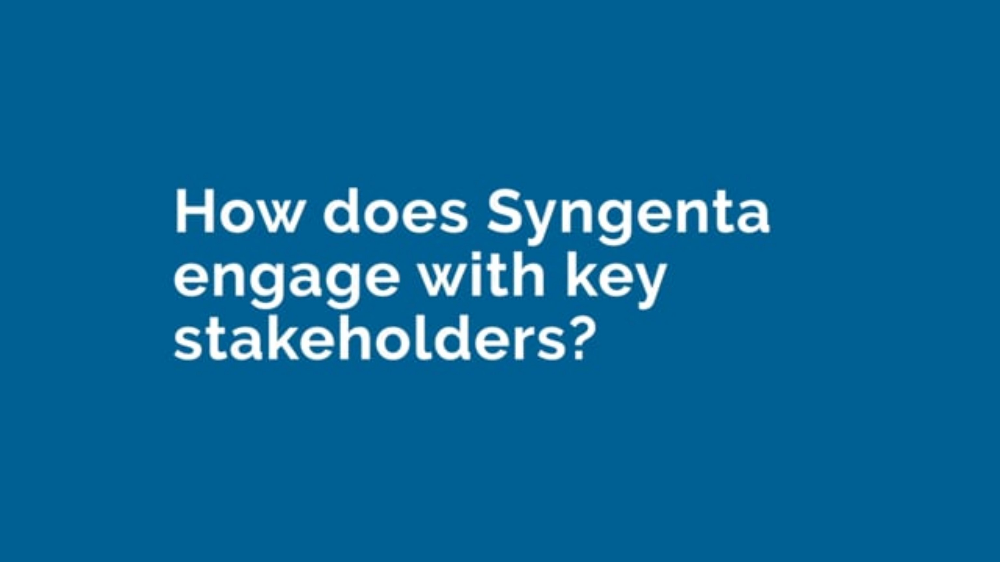 How does Syngenta
engage with key
stakeholders?